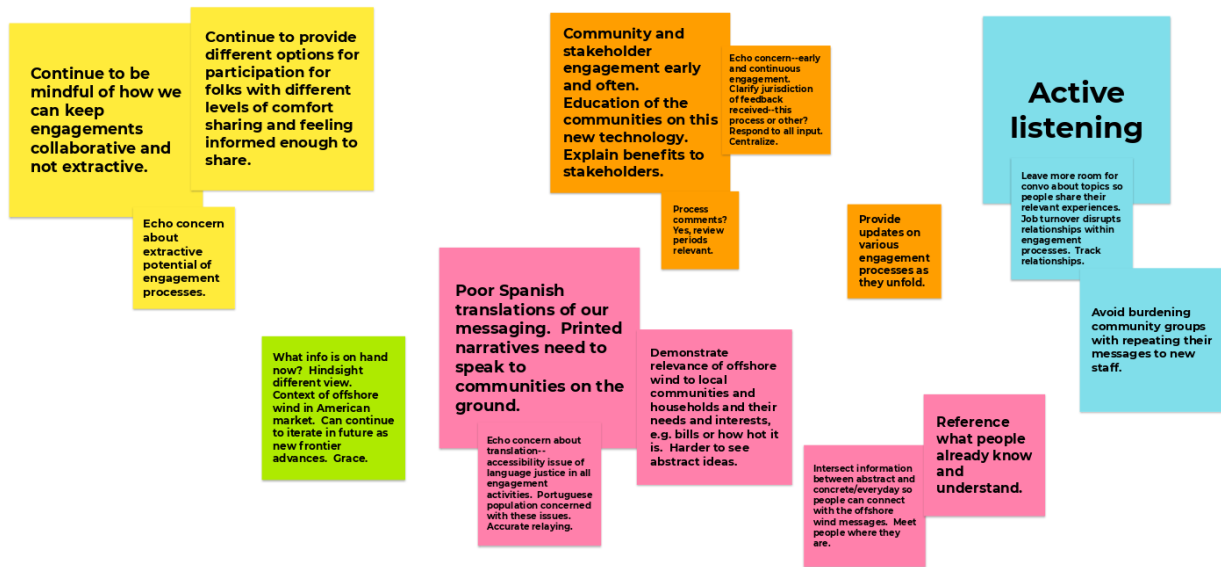 Continue to be
mindful of how we
can keep
engagements
collaborative and
not extractive.
Continue to provide
different options for
participation for
folks with different
levels of comfort
sharing and feeling
informed enough to
share.
Echo concern
about
extractive
potential of
engagement
processes.
What info is on hand
now?  Hindsight
different view.
Context of offshore
wind in American
market.  Can continue
to iterate in future as
new frontier
advances.  Grace.
Community and
stakeholder
engagement early
and often.
Education of the
communities on this
new technology.
Explain benefits to
stakeholders.
Echo concern--early
and continuous
engagement.
Clarify jurisdiction
of feedback
received--this
process or other?
Respond to all input.
Centralize.
Process
comments?
Yes, review
periods
relevant.
Provide
updates on
various
engagement
processes as
they unfold.
Poor Spanish
translations of our
messaging.  Printed
narratives need to
speak to
communities on the
ground.
Echo concern about
translation--
accessibility issue of
language justice in all
engagement
activities.  Portuguese
population concerned
with these issues.
Accurate relaying.
Demonstrate
relevance of offshore
wind to local
communities and
households and their
needs and interests,
e.g. bills or how hot it
is.  Harder to see
abstract ideas.
Intersect information
between abstract and
concrete/everyday so
people can connect
with the offshore
wind messages.  Meet
people where they
are.
Reference
what people
already know
and
understand.
Active
listening
Leave more room for
convo about topics so
people share their
relevant experiences.
Job turnover disrupts
relationships within
engagement
processes.  Track
relationships.
Avoid burdening
community groups
with repeating their
messages to new
staff.